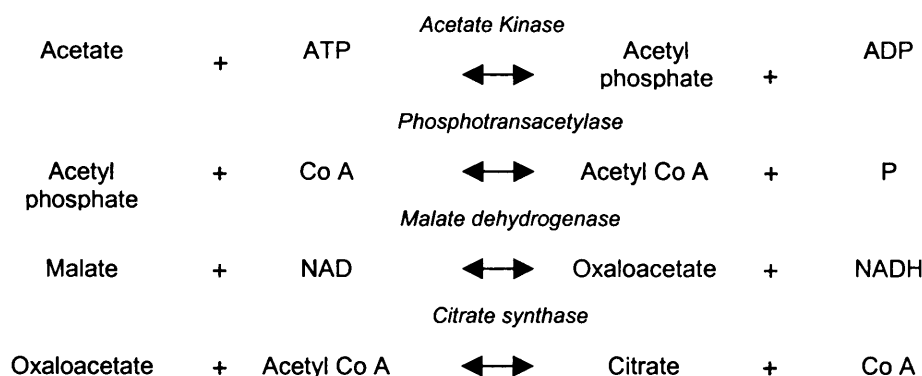 Acetate Kinase
Acetate + ATP Acetyl phosphate + ADP
Phosphotransacetylase
Acetyl phosphate + Co A Acetyl Co A + P
Malate dehydrogenase
Malate + NAD Oxaloacetate + NADH
Citrate synthase
Oxaloacetate + Acetyl Co A Citrate + Co A